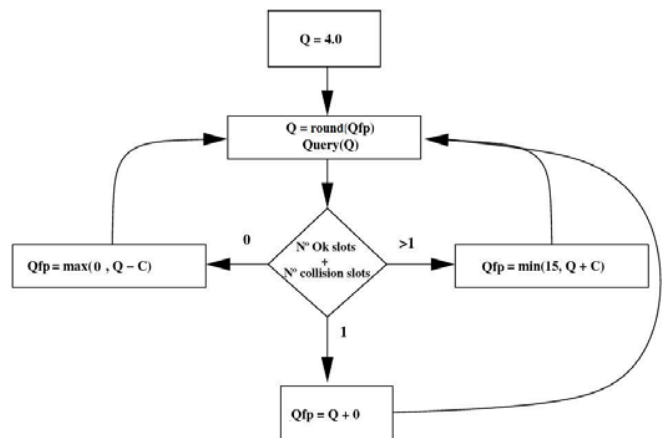 Q = 4.0
Q = round(Qfp)
Query(Q)
0
Nº Ok slots
+
Nº collision slots
>1
Qfp = max(0 , Q − C)
Qfp = min(15, Q + C)
1
Qfp = Q + 0